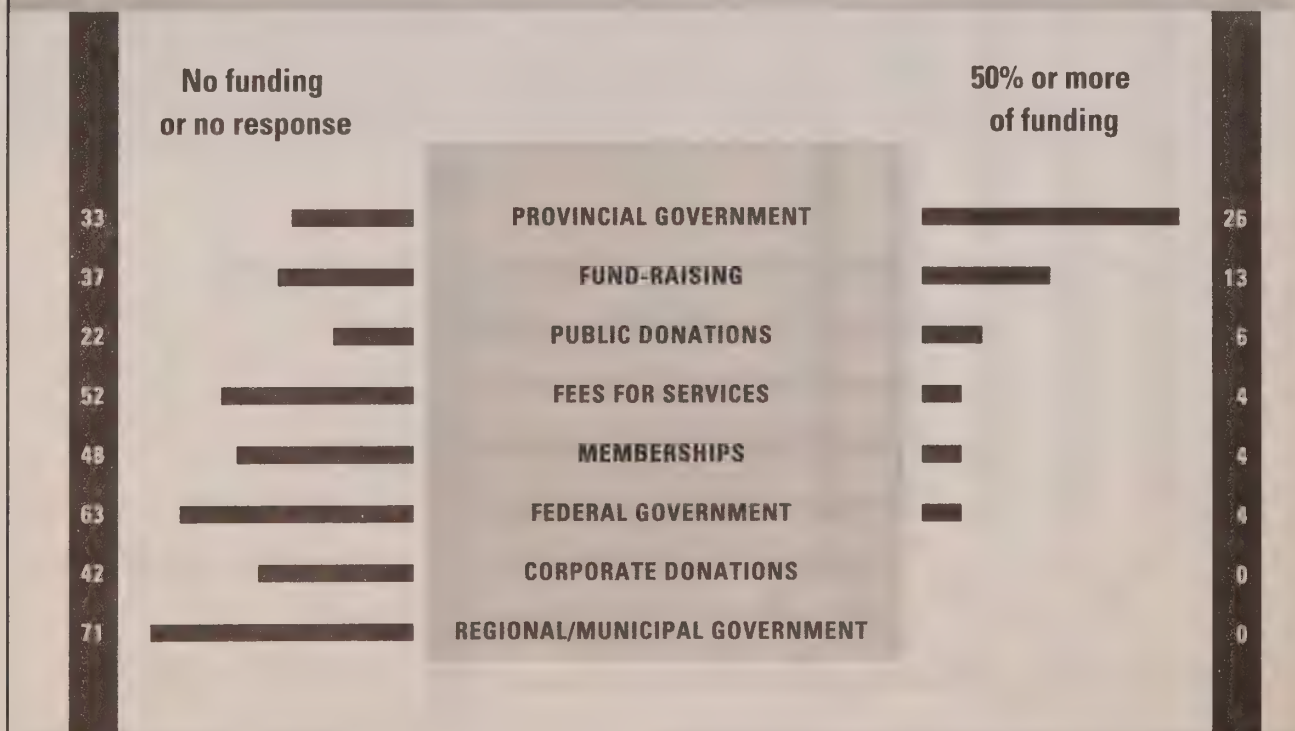 No funding
or no response
50% or more
of funding
33 PROVINCIAL GOVERNMENT 26
37 FUND-RAISING 13
22 PUBLIC DONATIONS 6
52 FEES FOR SERVICES 4
48 MEMBERSHIPS 4
63 FEDERAL GOVERNMENT 4
42 CORPORATE DONATIONS 0
71 REGIONAL/MUNICIPAL GOVERNMENT 0